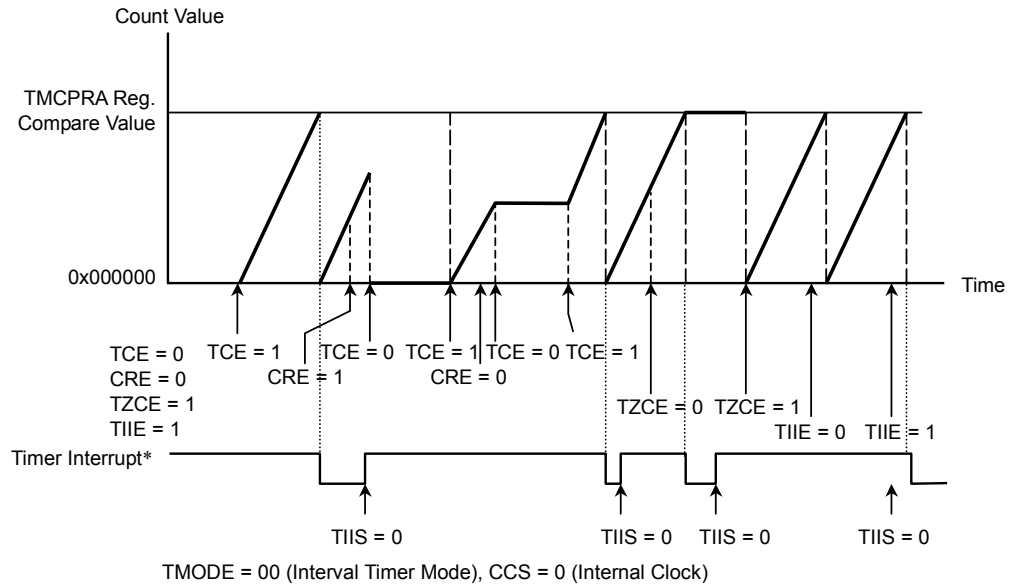 Count Value
TMCPRA Reg.
Compare Value
0x000000
Time
TCE = 0
CRE = 0
TZCE = 1
TIIE = 1
TCE = 1
CRE = 1
TCE = 0
TCE = 1
CRE = 0
TCE = 0
TCE = 1
TZCE = 0
TZCE = 1
TIIE = 0
TIIE = 1
Timer Interrupt*
TIIS = 0
TIIS = 0
TIIS = 0
TIIS = 0
TMODE = 00 (Interval Timer Mode), CCS = 0 (Internal Clock)